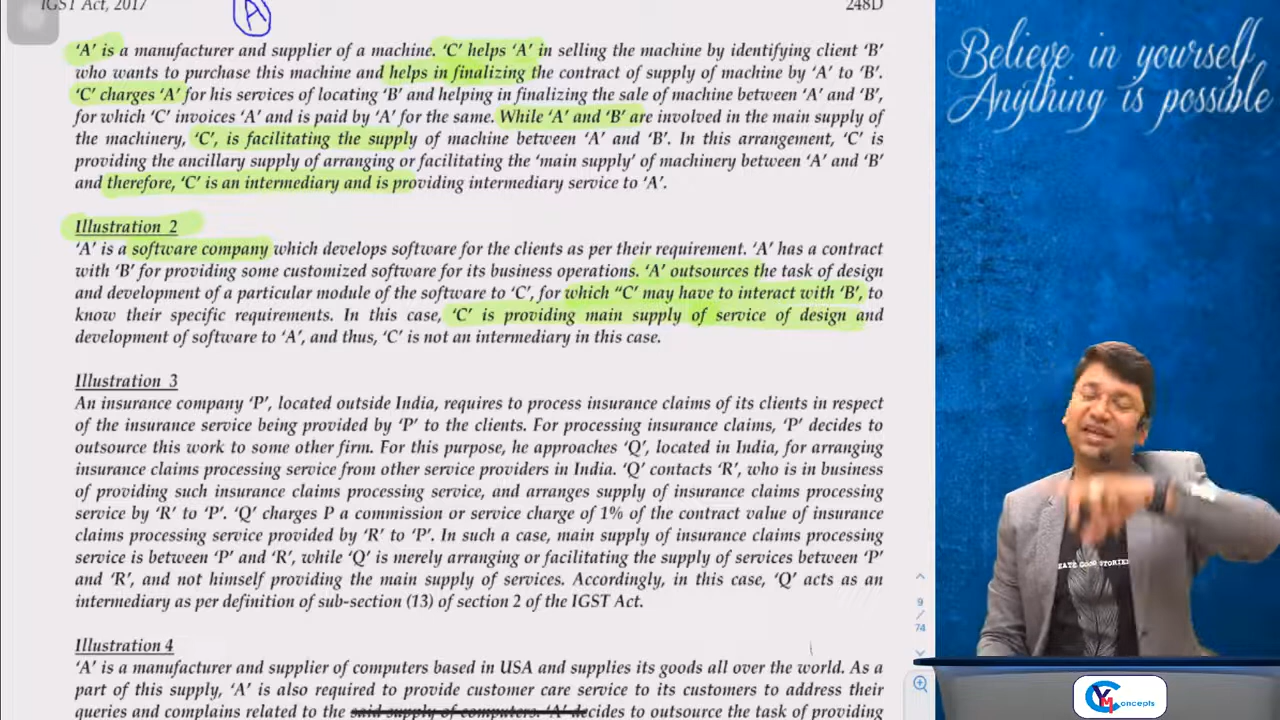 IGST Act, 2017
A
248D
'A' is a manufacturer and supplier of a machine. 'C' helps 'A' in selling the machine by identifying client 'B'
who wants to purchase this machine and helps in finalizing the contract of supply of machine by 'A' to 'B'.
'C' charges 'A' for his services of locating 'B' and helping in finalizing the sale of machine between 'A' and 'B',
for which 'C' invoices 'A' and is paid by 'A' for the same. While 'A' and 'B' are involved in the main supply of
the machinery, 'C', is facilitating the supply of machine between 'A' and 'B'. In this arrangement, 'C' is
providing the ancillary supply of arranging or facilitating the 'main supply' of machinery between 'A' and 'B'
and therefore, 'C' is an intermediary and is providing intermediary service to 'A'.
Illustration 2
'A' is a software company which develops software for the clients as per their requirement. 'A' has a contract
with 'B' for providing some customized software for its business operations. 'A' outsources the task of design
and development of a particular module of the software to 'C', for which "C' may have to interact with 'B', to
know their specific requirements. In this case, 'C' is providing main supply of service of design and
development of software to 'A', and thus, 'C' is not an intermediary in this case.
Illustration 3
An insurance company 'P', located outside India, requires to process insurance claims of its clients in respect
of the insurance service being provided by 'P' to the clients. For processing insurance claims, 'P' decides to
outsource this work to some other firm. For this purpose, he approaches 'Q', located in India, for arranging
insurance claims processing service from other service providers in India. 'Q' contacts 'R', who is in business
of providing such insurance claims processing service, and arranges supply of insurance claims processing
service by 'R' to 'P'. 'Q' charges P a commission or service charge of 1% of the contract value of insurance
claims processing service provided by 'R' to 'P'. In such a case, main supply of insurance claims processing
service is between 'P' and 'R', while 'Q' is merely arranging or facilitating the supply of services between 'P'
and 'R', and not himself providing the main supply of services. Accordingly, in this case, 'Q' acts as an
intermediary as per definition of sub-section (13) of section 2 of the IGST Act.
Illustration 4
'A' is a manufacturer and supplier of computers based in USA and supplies its goods all over the world. As a
part of this supply, 'A' is also required to provide customer care service to its customers to address their
queries and complains related to the said supply of computers. 'A' decides to outsource the task of providing
9
/
74
Believe in yourself
Anything is possible
GOOD STORIES
YM
Concepts